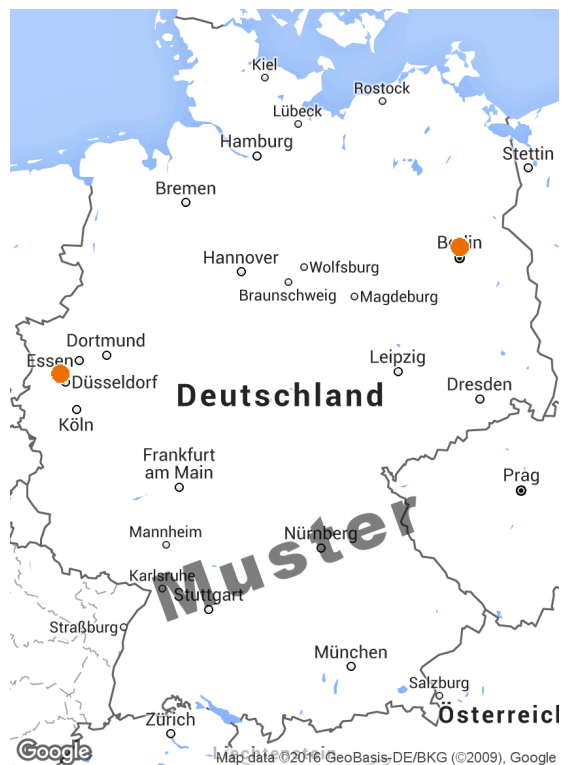 Kiel
Rostock
Lübeck
Hamburg
Stettin
Bremen
Berlin
Hannover
Wolfsburg
Braunschweig
Magdeburg
Dortmund
Essen
Leipzig
Düsseldorf
Deutschland
Dresden
Köln
Frankfurt
am Main
Prag
Muster
Mannheim
Nürnberg
Karlsruhe
Stuttgart
Straßburg
München
Salzburg
Österreich
Zürich
Liechtenstein
Google
Map data ©2016 GeoBasis-DE/BKG (©2009), Google